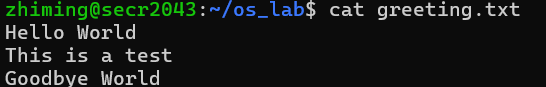 zhiming@secr2043:~/os_lab$ cat greeting.txt
Hello World
This is a test
Goodbye World